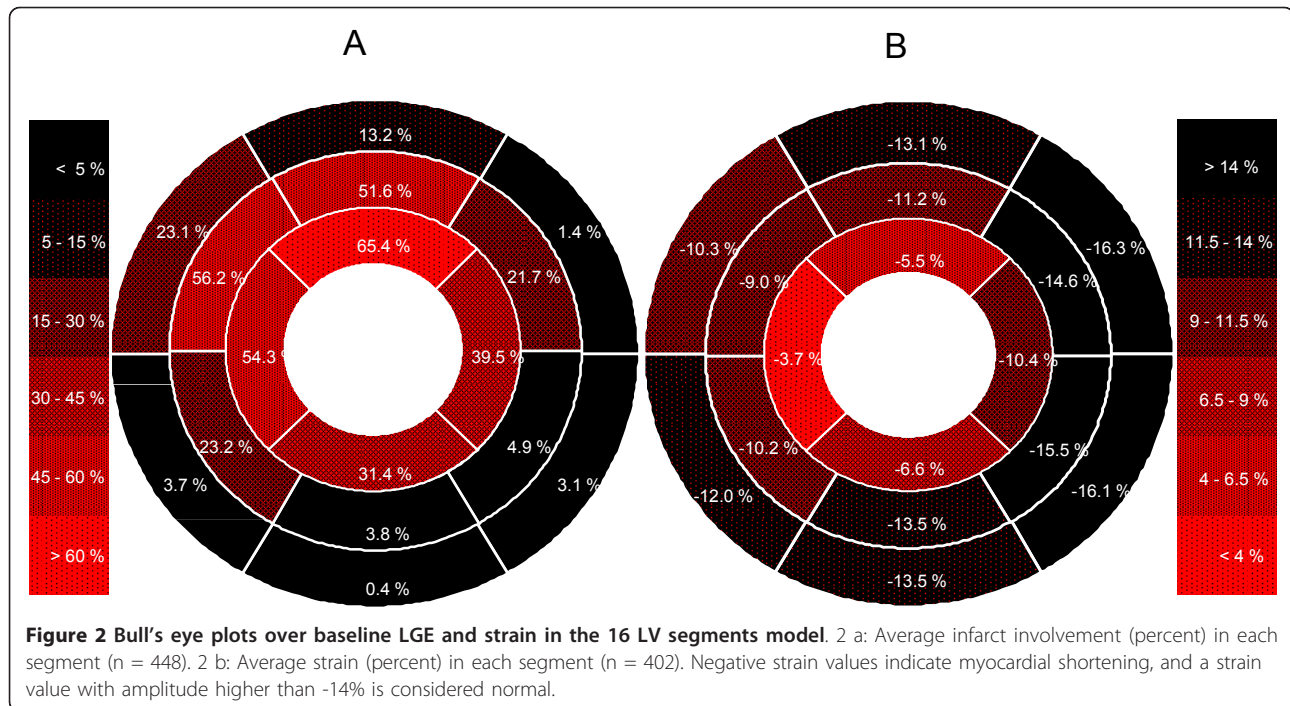 A
B
< 5%
5 - 15 %
15 - 30 %
30 - 45 %
45 - 60 %
> 60 %
13.2 %
51.6 %
65.4 %
23.1 %
56.2 %
54.3 %
1.4 %
21.7 %
39.5 %
23.2 %
3.7 %
31.4 %
4.9 %
3.1 %
3.8 %
0.4 %
-13.1 %
-11.2 %
-5.5 %
-10.3 %
-9.0 %
-3.7 %
-16.3 %
-14.6 %
-10.4 %
-10.2 %
-12.0 %
-6.6 %
-15.5 %
-16.1 %
-13.5 %
-13.5 %
> 14 %
11.5 - 14 %
9 - 11.5 %
6.5 - 9 %
4 - 6.5 %
< 4 %
Figure 2 Bull's eye plots over baseline LGE and strain in the 16 LV segments model. 2 a: Average infarct involvement (percent) in each
segment (n = 448). 2 b: Average strain (percent) in each segment (n = 402). Negative strain values indicate myocardial shortening, and a strain
value with amplitude higher than -14% is considered normal.